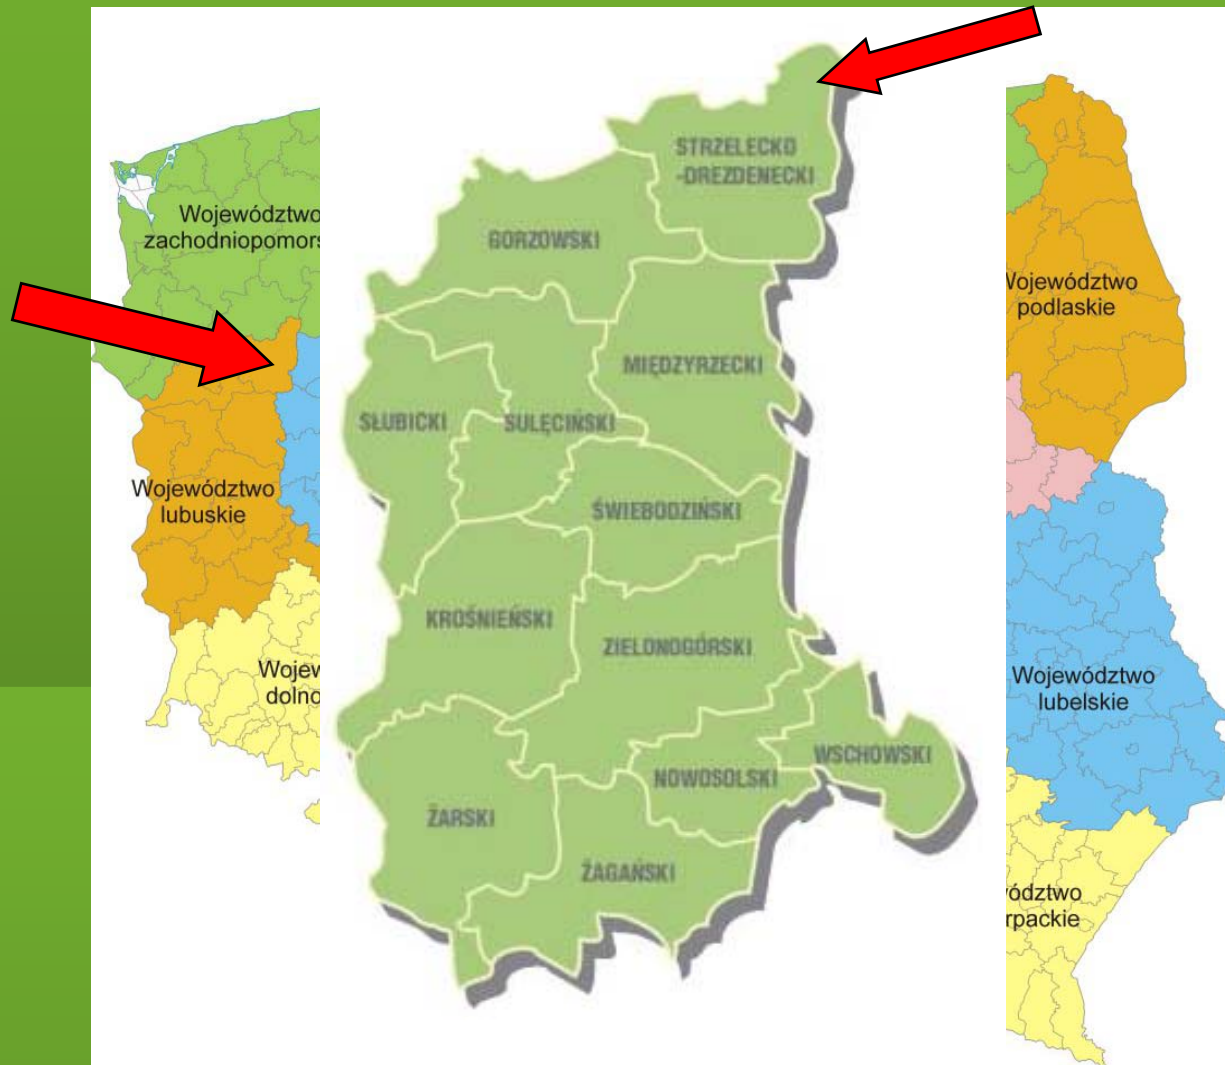 Województwo
zachodniopomors
Województwo
lubuskie
Wojew
dolno
STRZELECKO
-DREZDENECKI
GORZOWSKI
MIĘDZYRZECKI
SŁUBICKI
SULĘCIŃSKI
ŚWIEBODZIŃSKI
KROŚNIEŃSKI
ZIELONOGÓRSKI
WSCHOWSKI
NOWOSOLSKI
ŻARSKI
ŻAGAŃSKI
Województwo
podlaskie
Województwo
lubelskie
wództwo
rpackie